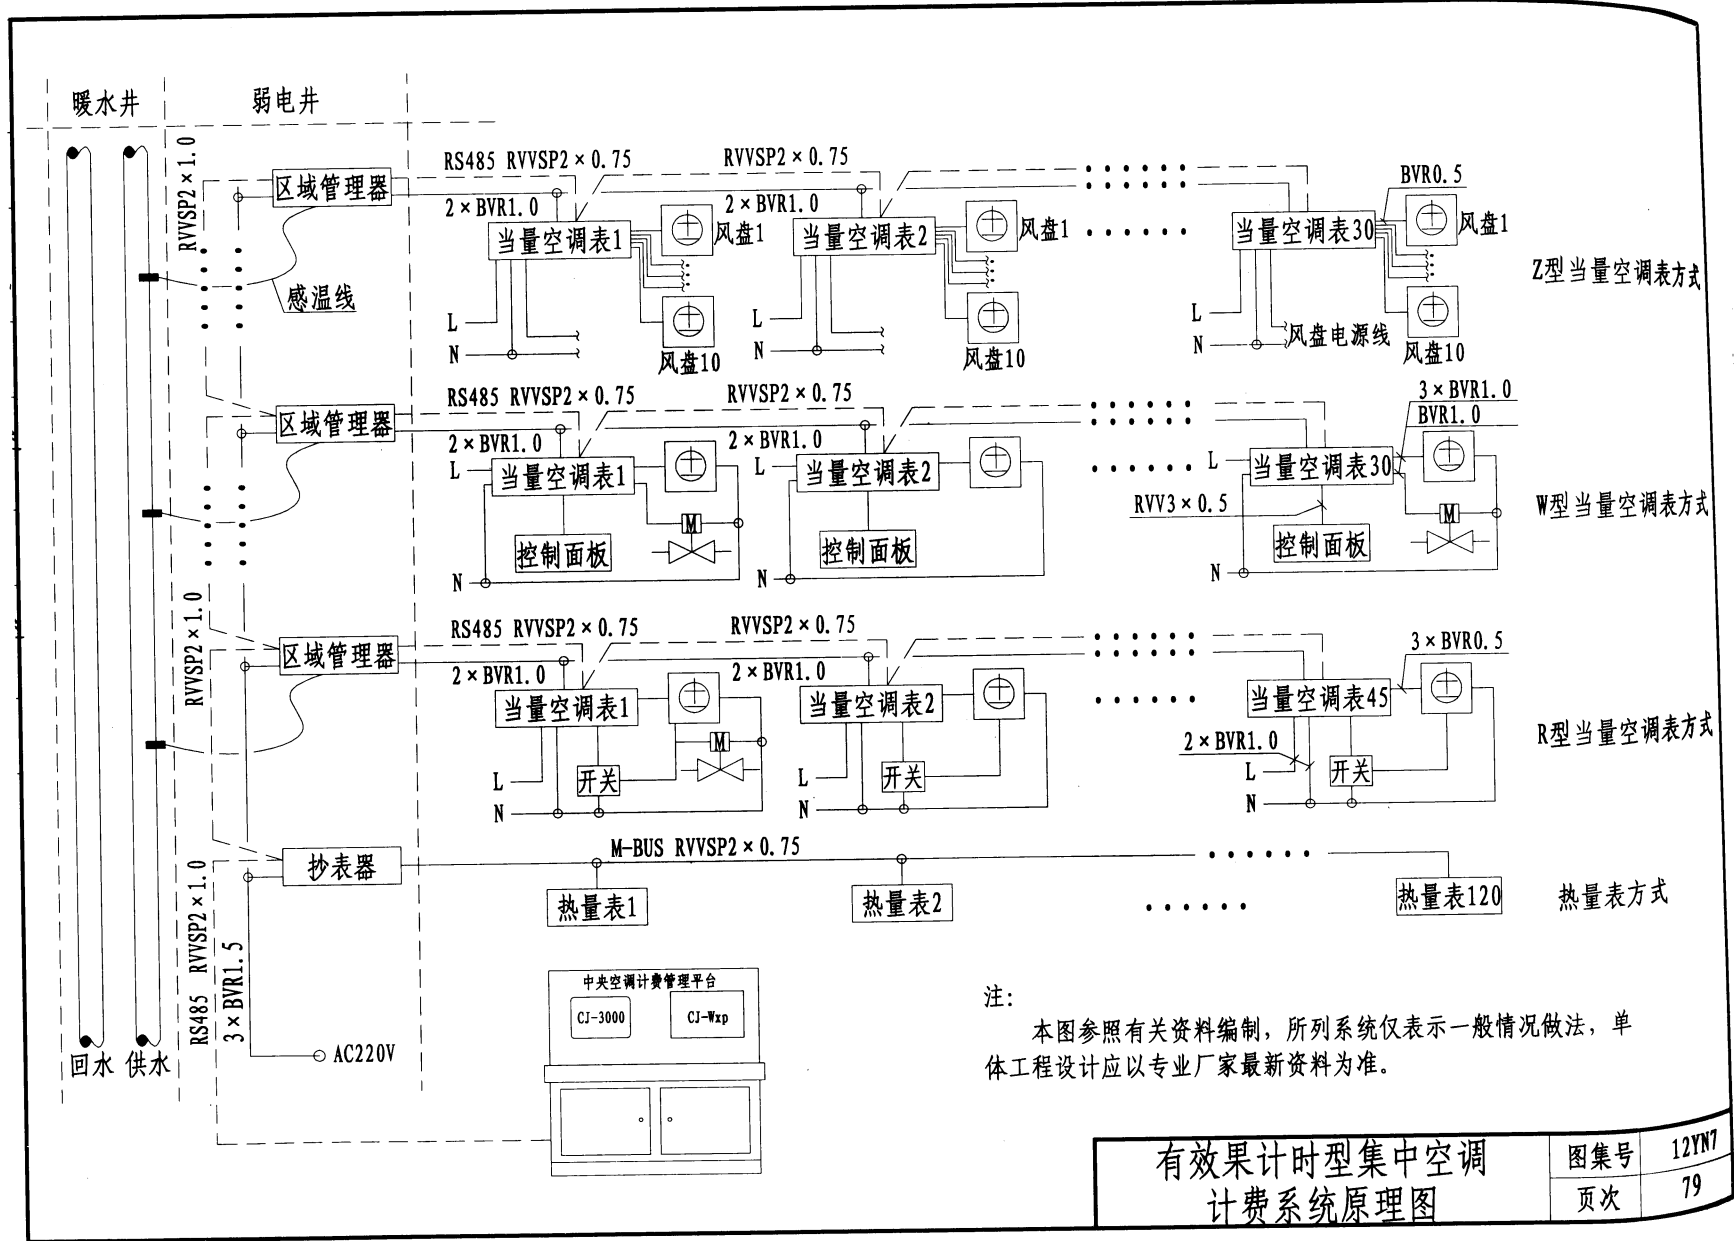 暖水井
弱电井
RVVSP2×1.0
区域管理器
RS485 RVVSP2×0.75
RVVSP2×0.75
2×BVR1.0
2×BVR1.0
BVR0.5
当量空调表1
风盘1
当量空调表2
风盘1
当量空调表30
风盘1
Z型当量空调表方式
感温线
L
N
风盘10
L
N
风盘10
L
N
风盘电源线
风盘10
区域管理器
RS485 RVVSP2×0.75
RVVSP2×0.75
3×BVR1.0
BVR1.0
2×BVR1.0
2×BVR1.0
L
当量空调表1
L
当量空调表2
L
当量空调表30
RVV3×0.5
M
M
W型当量空调表方式
控制面板
控制面板
控制面板
N
N
N
RVVSP2×1.0
区域管理器
RS485 RVVSP2×0.75
RVVSP2×0.75
3×BVR0.5
2×BVR1.0
2×BVR1.0
当量空调表1
当量空调表2
当量空调表45
M
2×BVR1.0
R型当量空调表方式
L
开关
L
开关
L
开关
N
N
N
抄表器
M-BUS RVVSP2×0.75
热量表1
热量表2
热量表120
热量表方式
RS485 RVVSP2×1.0
3×BVR1.5
AC220V
回水
供水
中央空调计费管理平台
CJ-3000
CJ-Wxp
注:
本图参照有关资料编制，所列系统仅表示一般情况做法，单
体工程设计应以专业厂家最新资料为准。
有效果计时型集中空调
计费系统原理图
图集号
12YN7
页次
79